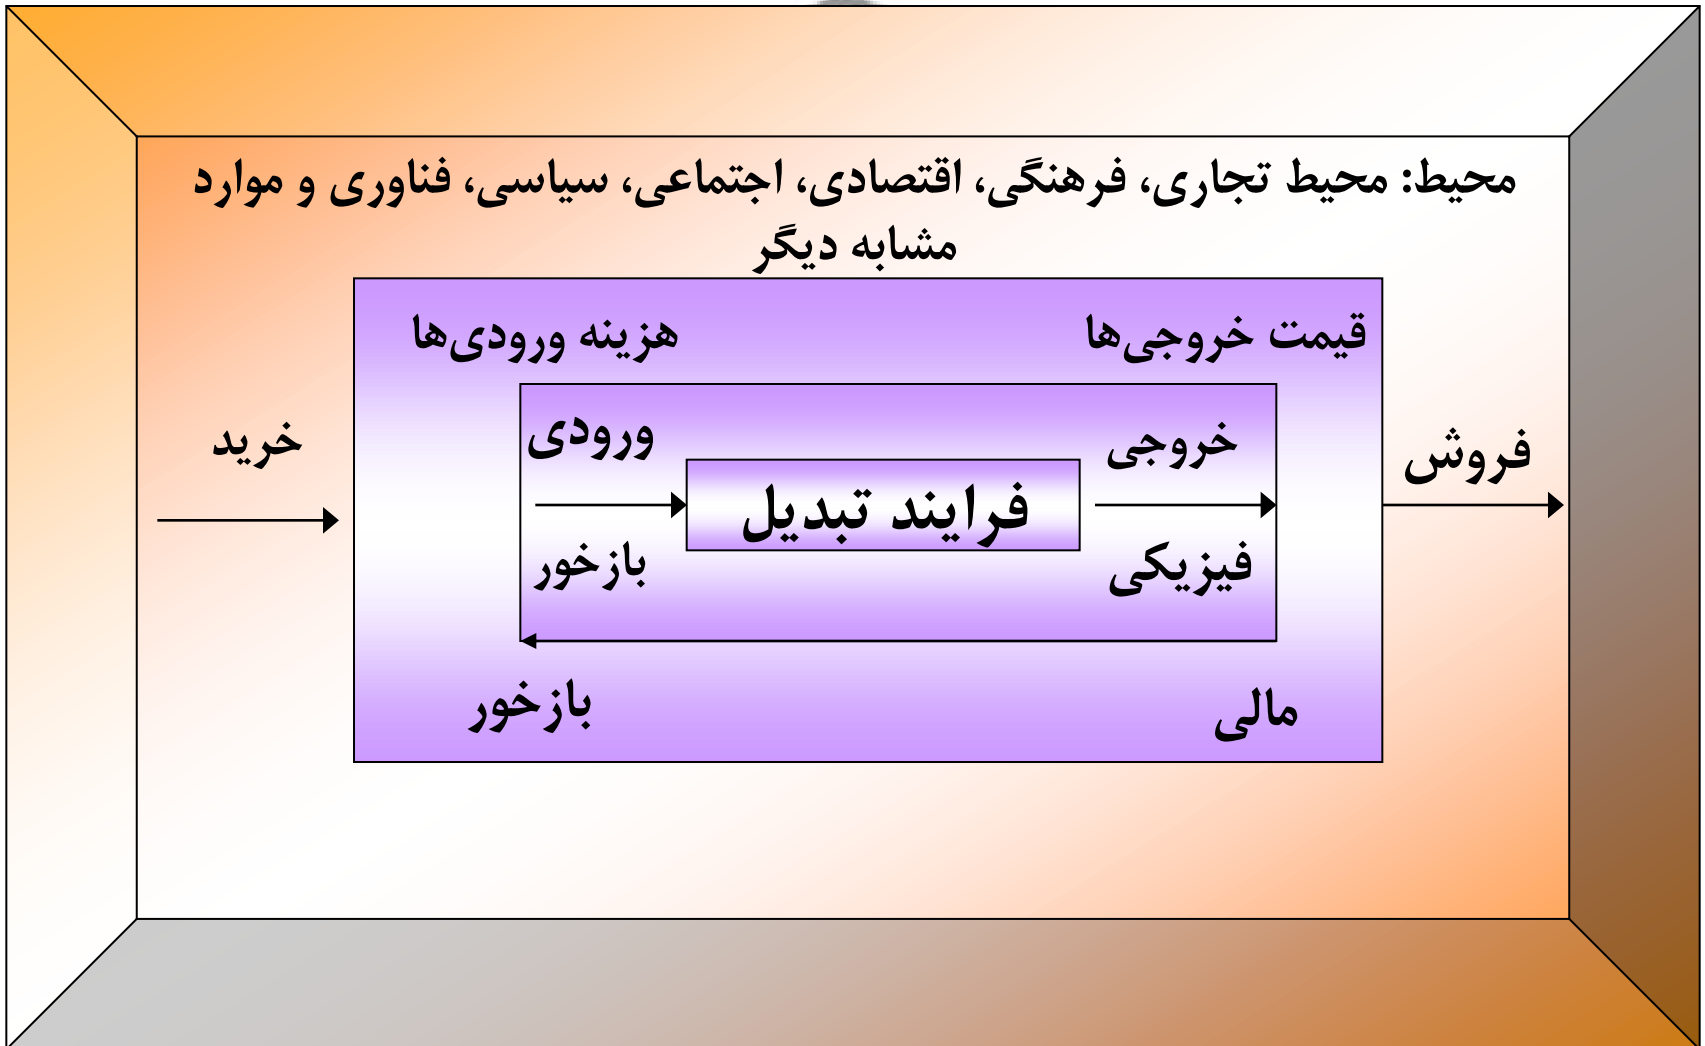 محیط: محیط تجاری، فرهنگی، اقتصادی، اجتماعی، سیاسی، فناوری و موارد
مشابه دیگر
قیمت خروجی‌ها
هزینه ورودی‌ها
فروش
خروجی
ورودی
خرید
فرایند تبدیل
فیزیکی
بازخور
مالی
بازخور